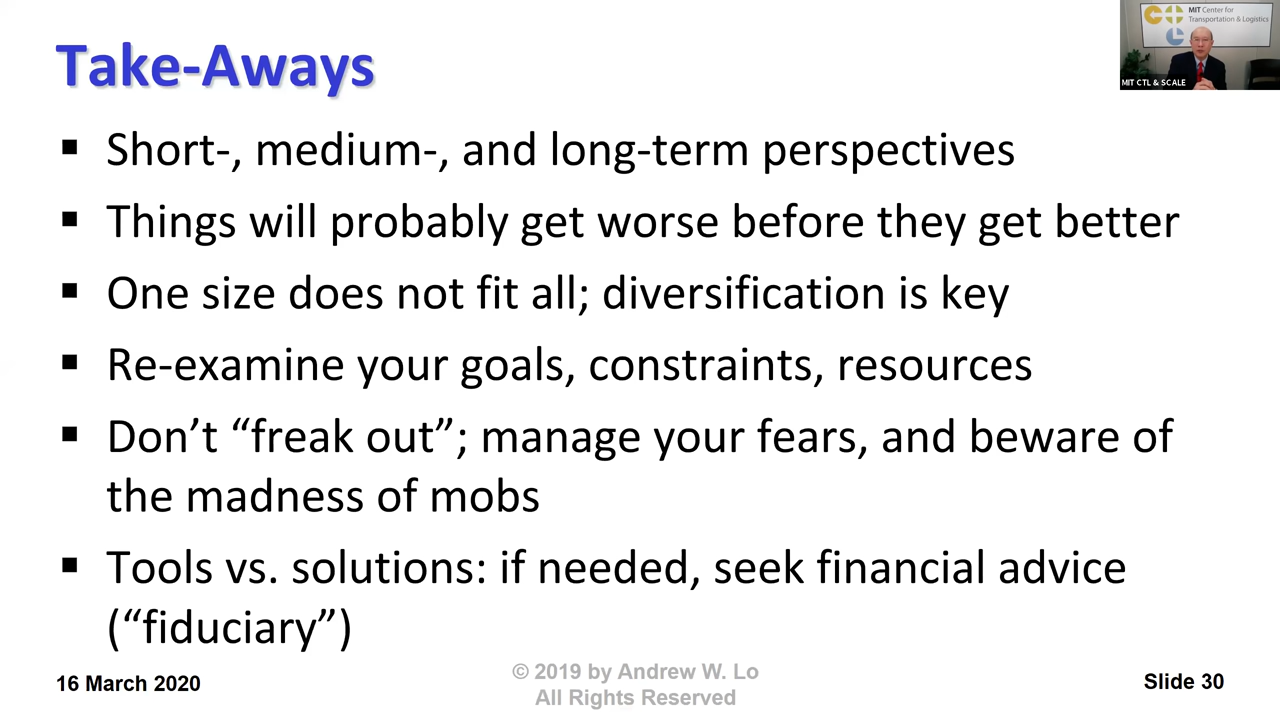 Take-Aways
MIT Center for
Transportation & Logistics
MIT CTL & SCALE
▪ Short-, medium-, and long-term perspectives
▪ Things will probably get worse before they get better
▪ One size does not fit all; diversification is key
▪ Re-examine your goals, constraints, resources
▪ Don’t “freak out”; manage your fears, and beware of
the madness of mobs
▪ Tools vs. solutions: if needed, seek financial advice
(“fiduciary”)
16 March 2020
© 2019 by Andrew W. Lo
All Rights Reserved
Slide 30